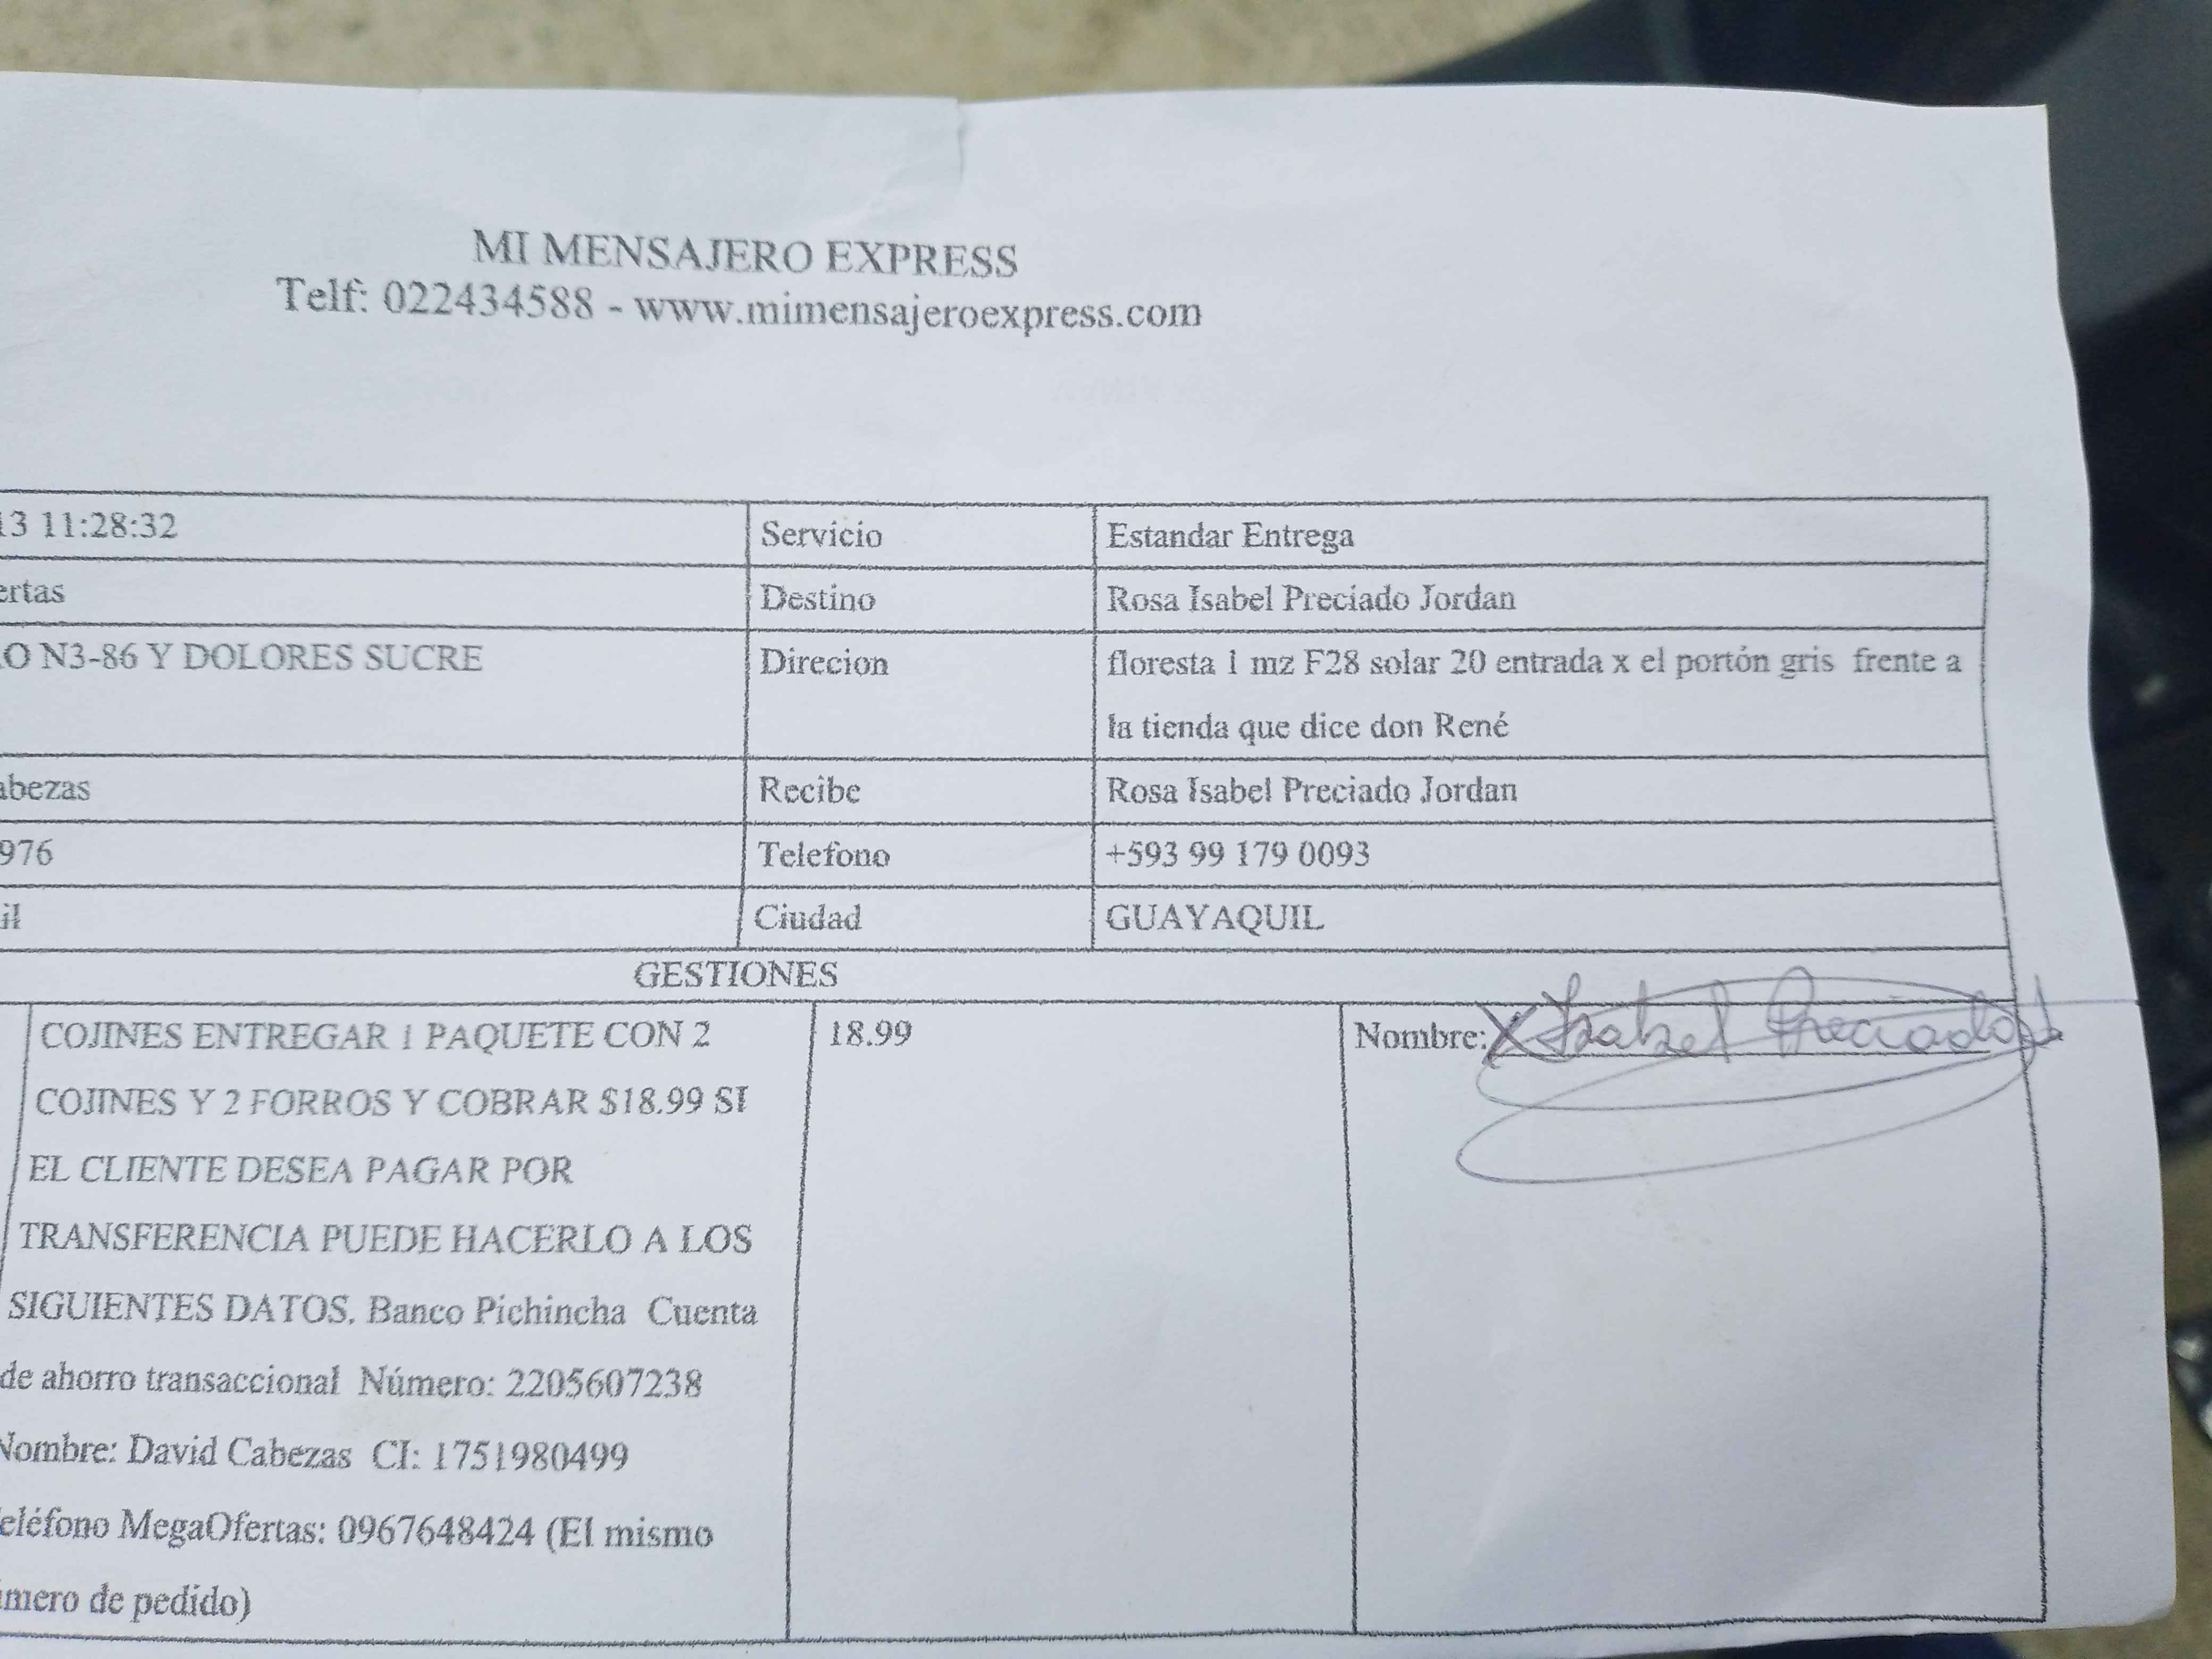 MI MENSAJERO EXPRESS
Telf: 022434588 - www.mimensajeroexpress.com
13 11:28:32 Servicio Estandar Entrega
ertas Destino Rosa Isabel Preciado Jordan
RO N3-86 Y DOLORES SUCRE Direcion floresta 1 mz F28 solar 20 entrada x el portón gris frente a
la tienda que dice don René
abezas Recibe Rosa Isabel Preciado Jordan
976 Telefono +593 99 179 0093
il Ciudad GUAYAQUIL
GESTIONES
COJINES ENTREGAR 1 PAQUETE CON 2 18.99 Nombre: X Isabel Preciado
COJINES Y 2 FORROS Y COBRAR $18.99 SI
EL CLIENTE DESEA PAGAR POR
TRANSFERENCIA PUEDE HACERLO A LOS
SIGUIENTES DATOS. Banco Pichincha Cuenta
de ahorro transaccional Número: 2205607238
Nombre: David Cabezas CI: 1751980499
eléfono MegaOfertas: 0967648424 (El mismo
úmero de pedido)